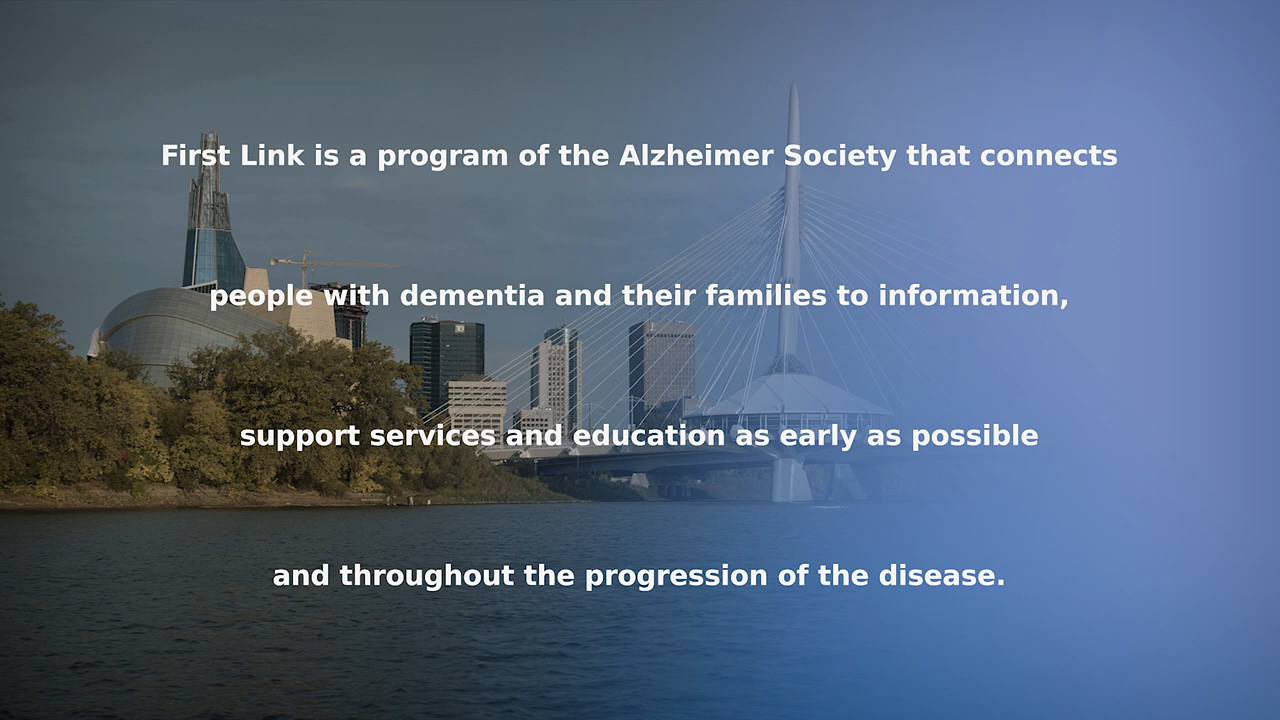 First Link is a program of the Alzheimer Society that connects
people with dementia and their families to information,
support services and education as early as possible
and throughout the progression of the disease.